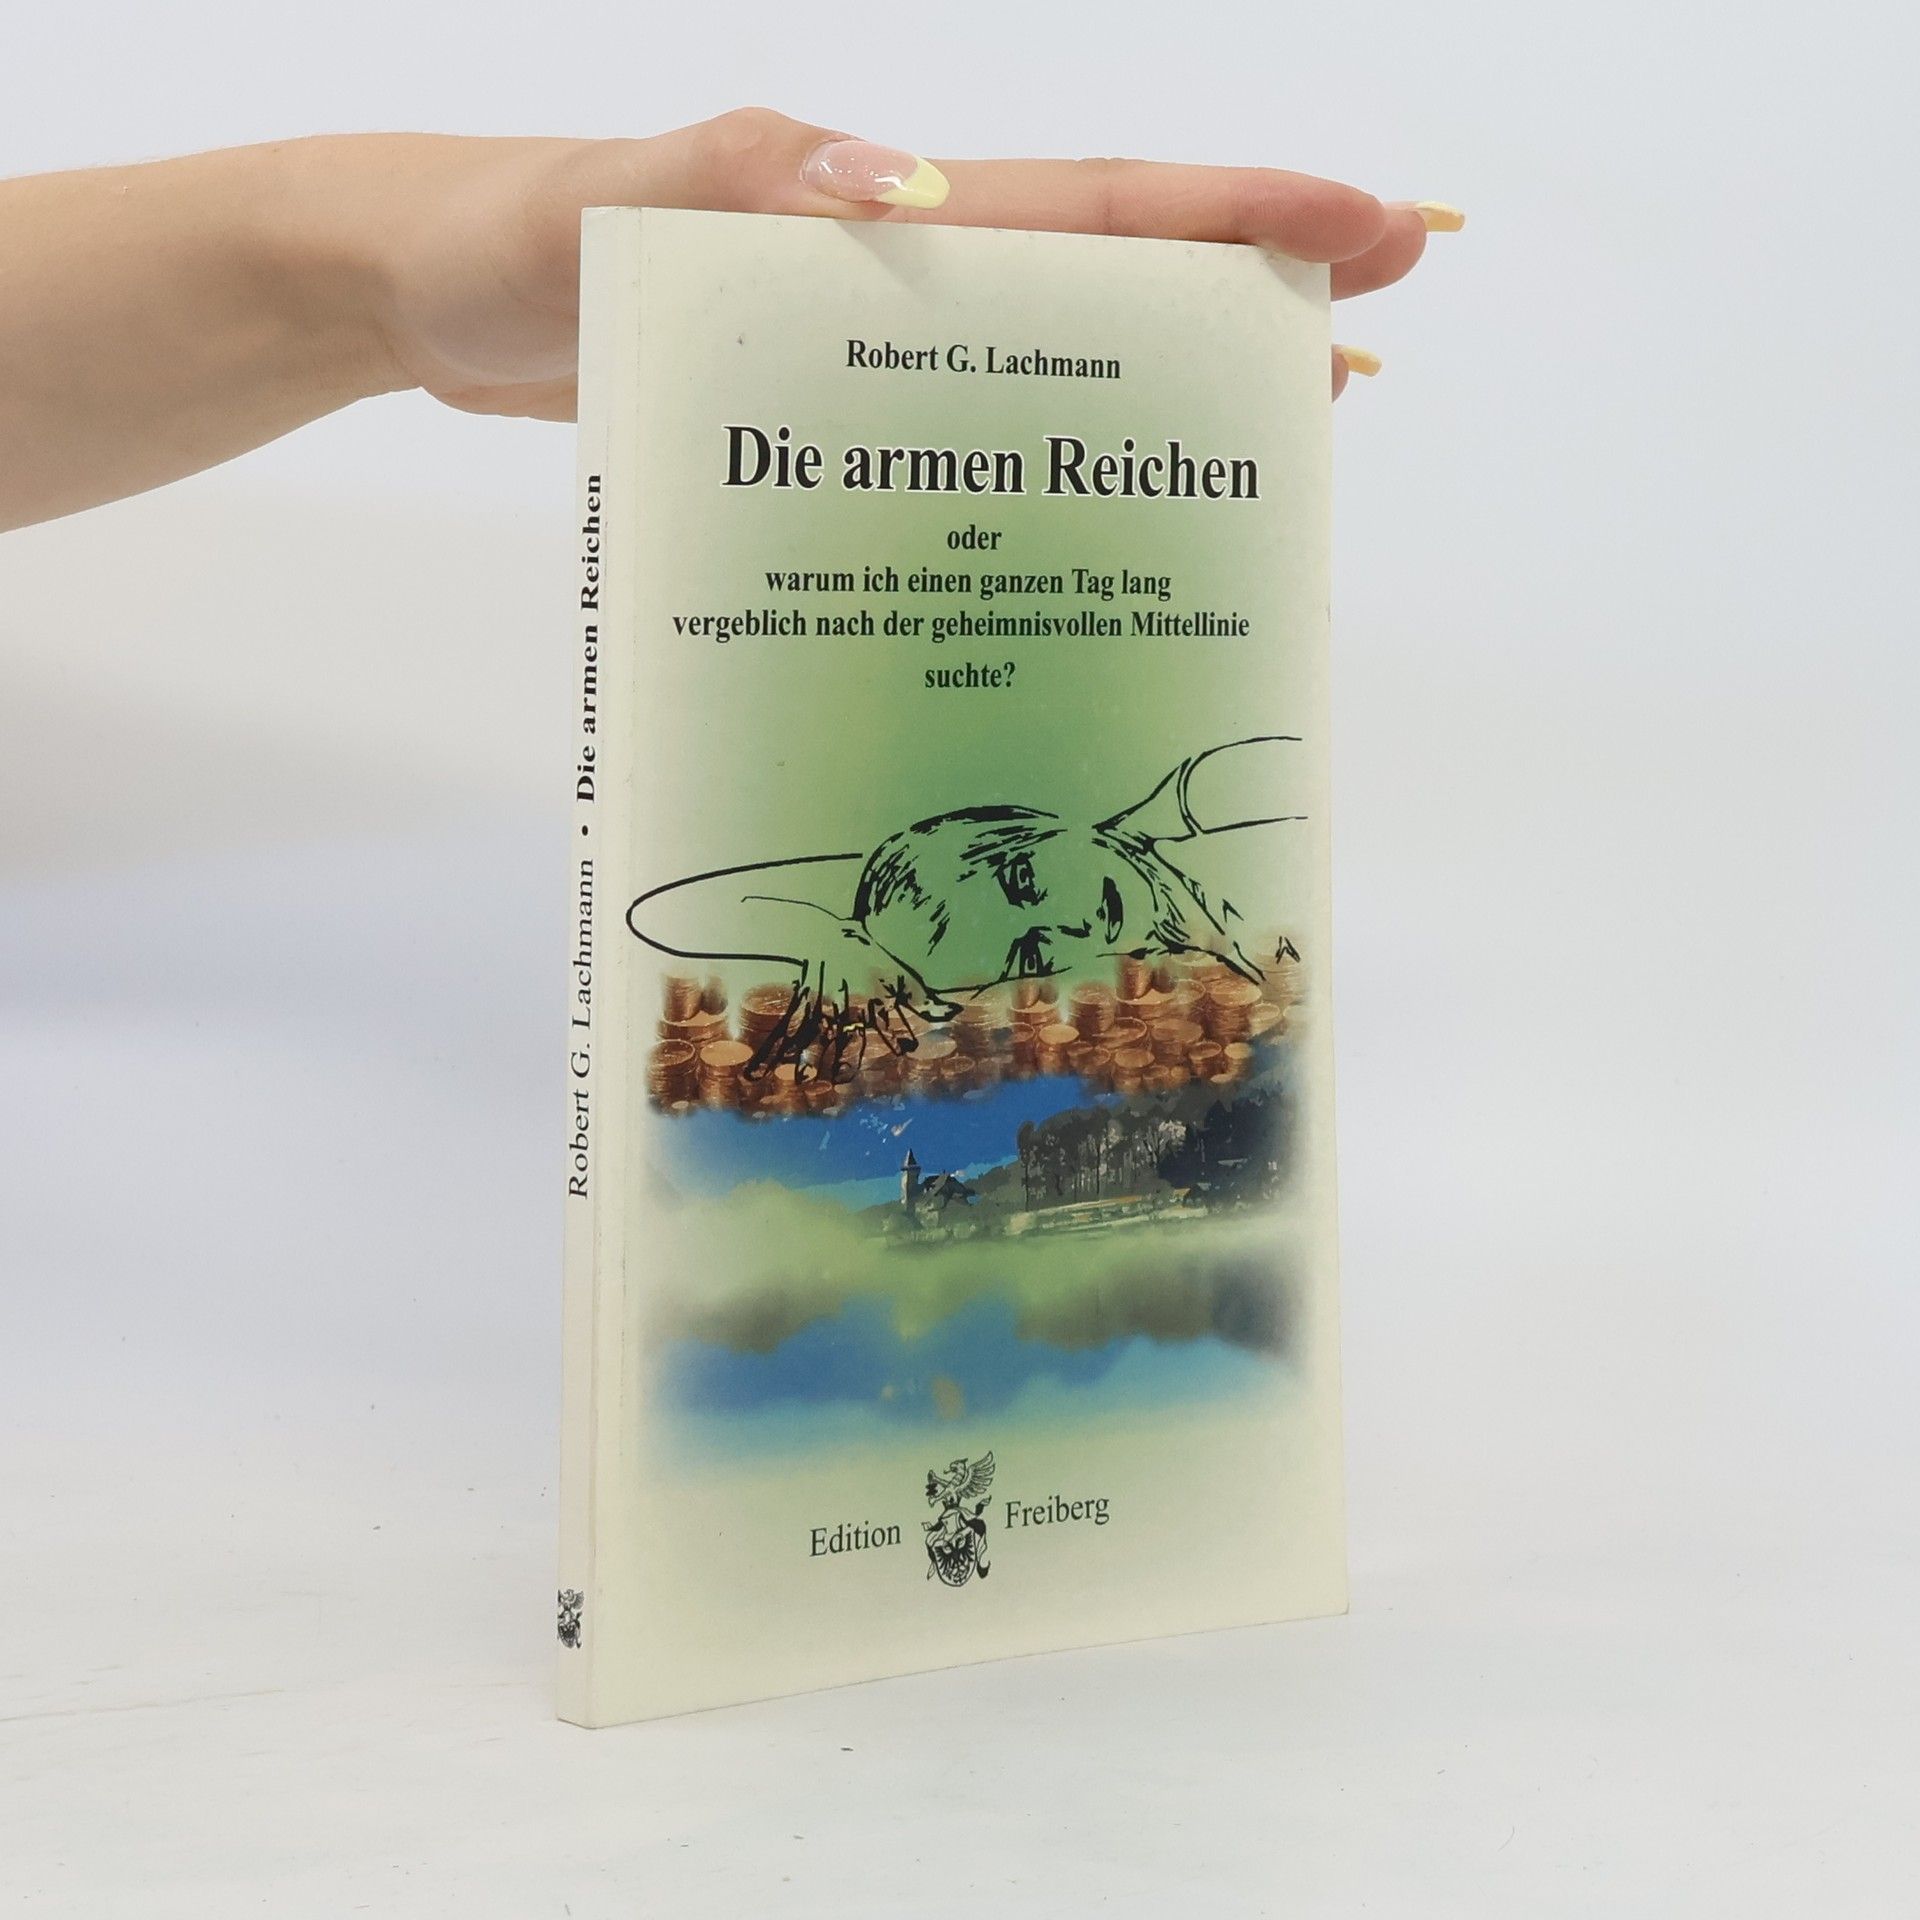 Robert G. Lachmann
Die armen Reichen
oder
warum ich einen ganzen Tag lang
vergeblich nach der geheimnisvollen Mittellinie
suchte?
Edition Freiberg
Robert G. Lachmann • Die armen Reichen